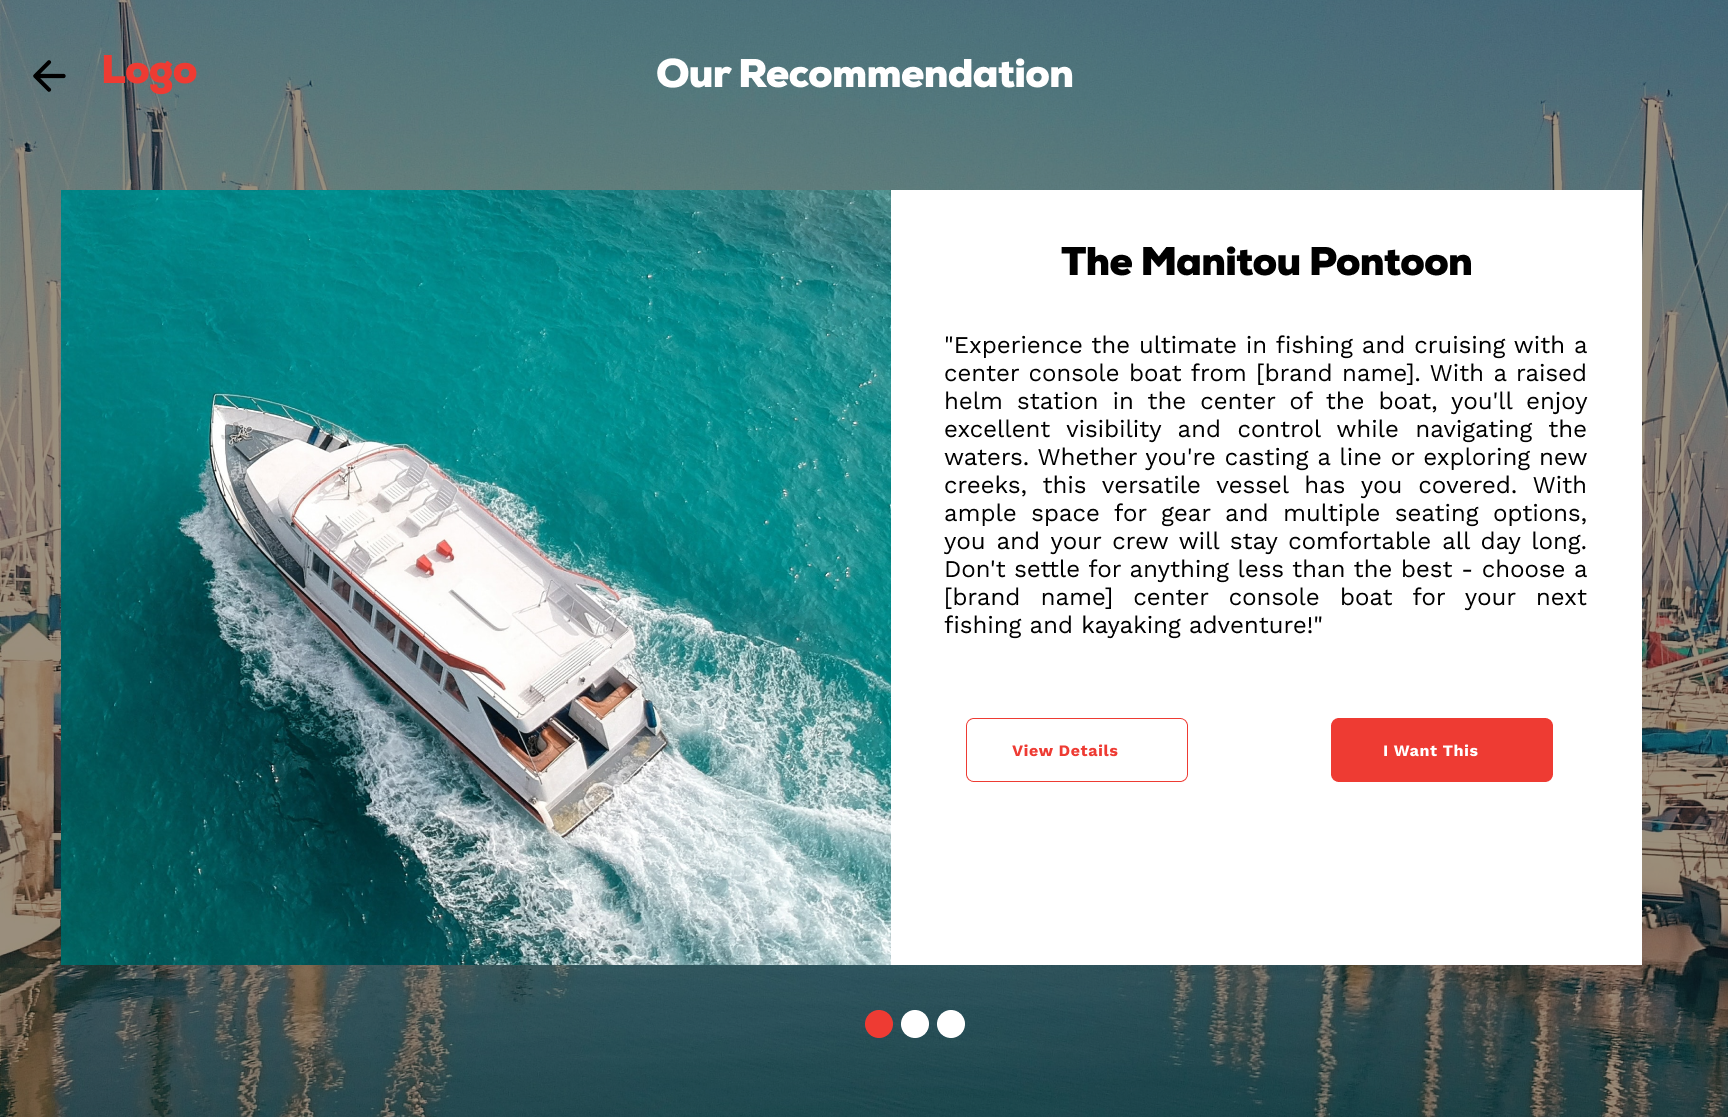 Logo
Our Recommendation
The Manitou Pontoon
"Experience the ultimate in fishing and cruising with a
center console boat from [brand name]. With a raised
helm station in the center of the boat, you'll enjoy
excellent visibility and control while navigating the
waters. Whether you're casting a line or exploring new
creeks, this versatile vessel has you covered. With
ample space for gear and multiple seating options,
you and your crew will stay comfortable all day long.
Don't settle for anything less than the best - choose a
[brand name] center console boat for your next
fishing and kayaking adventure!"
View Details
I Want This